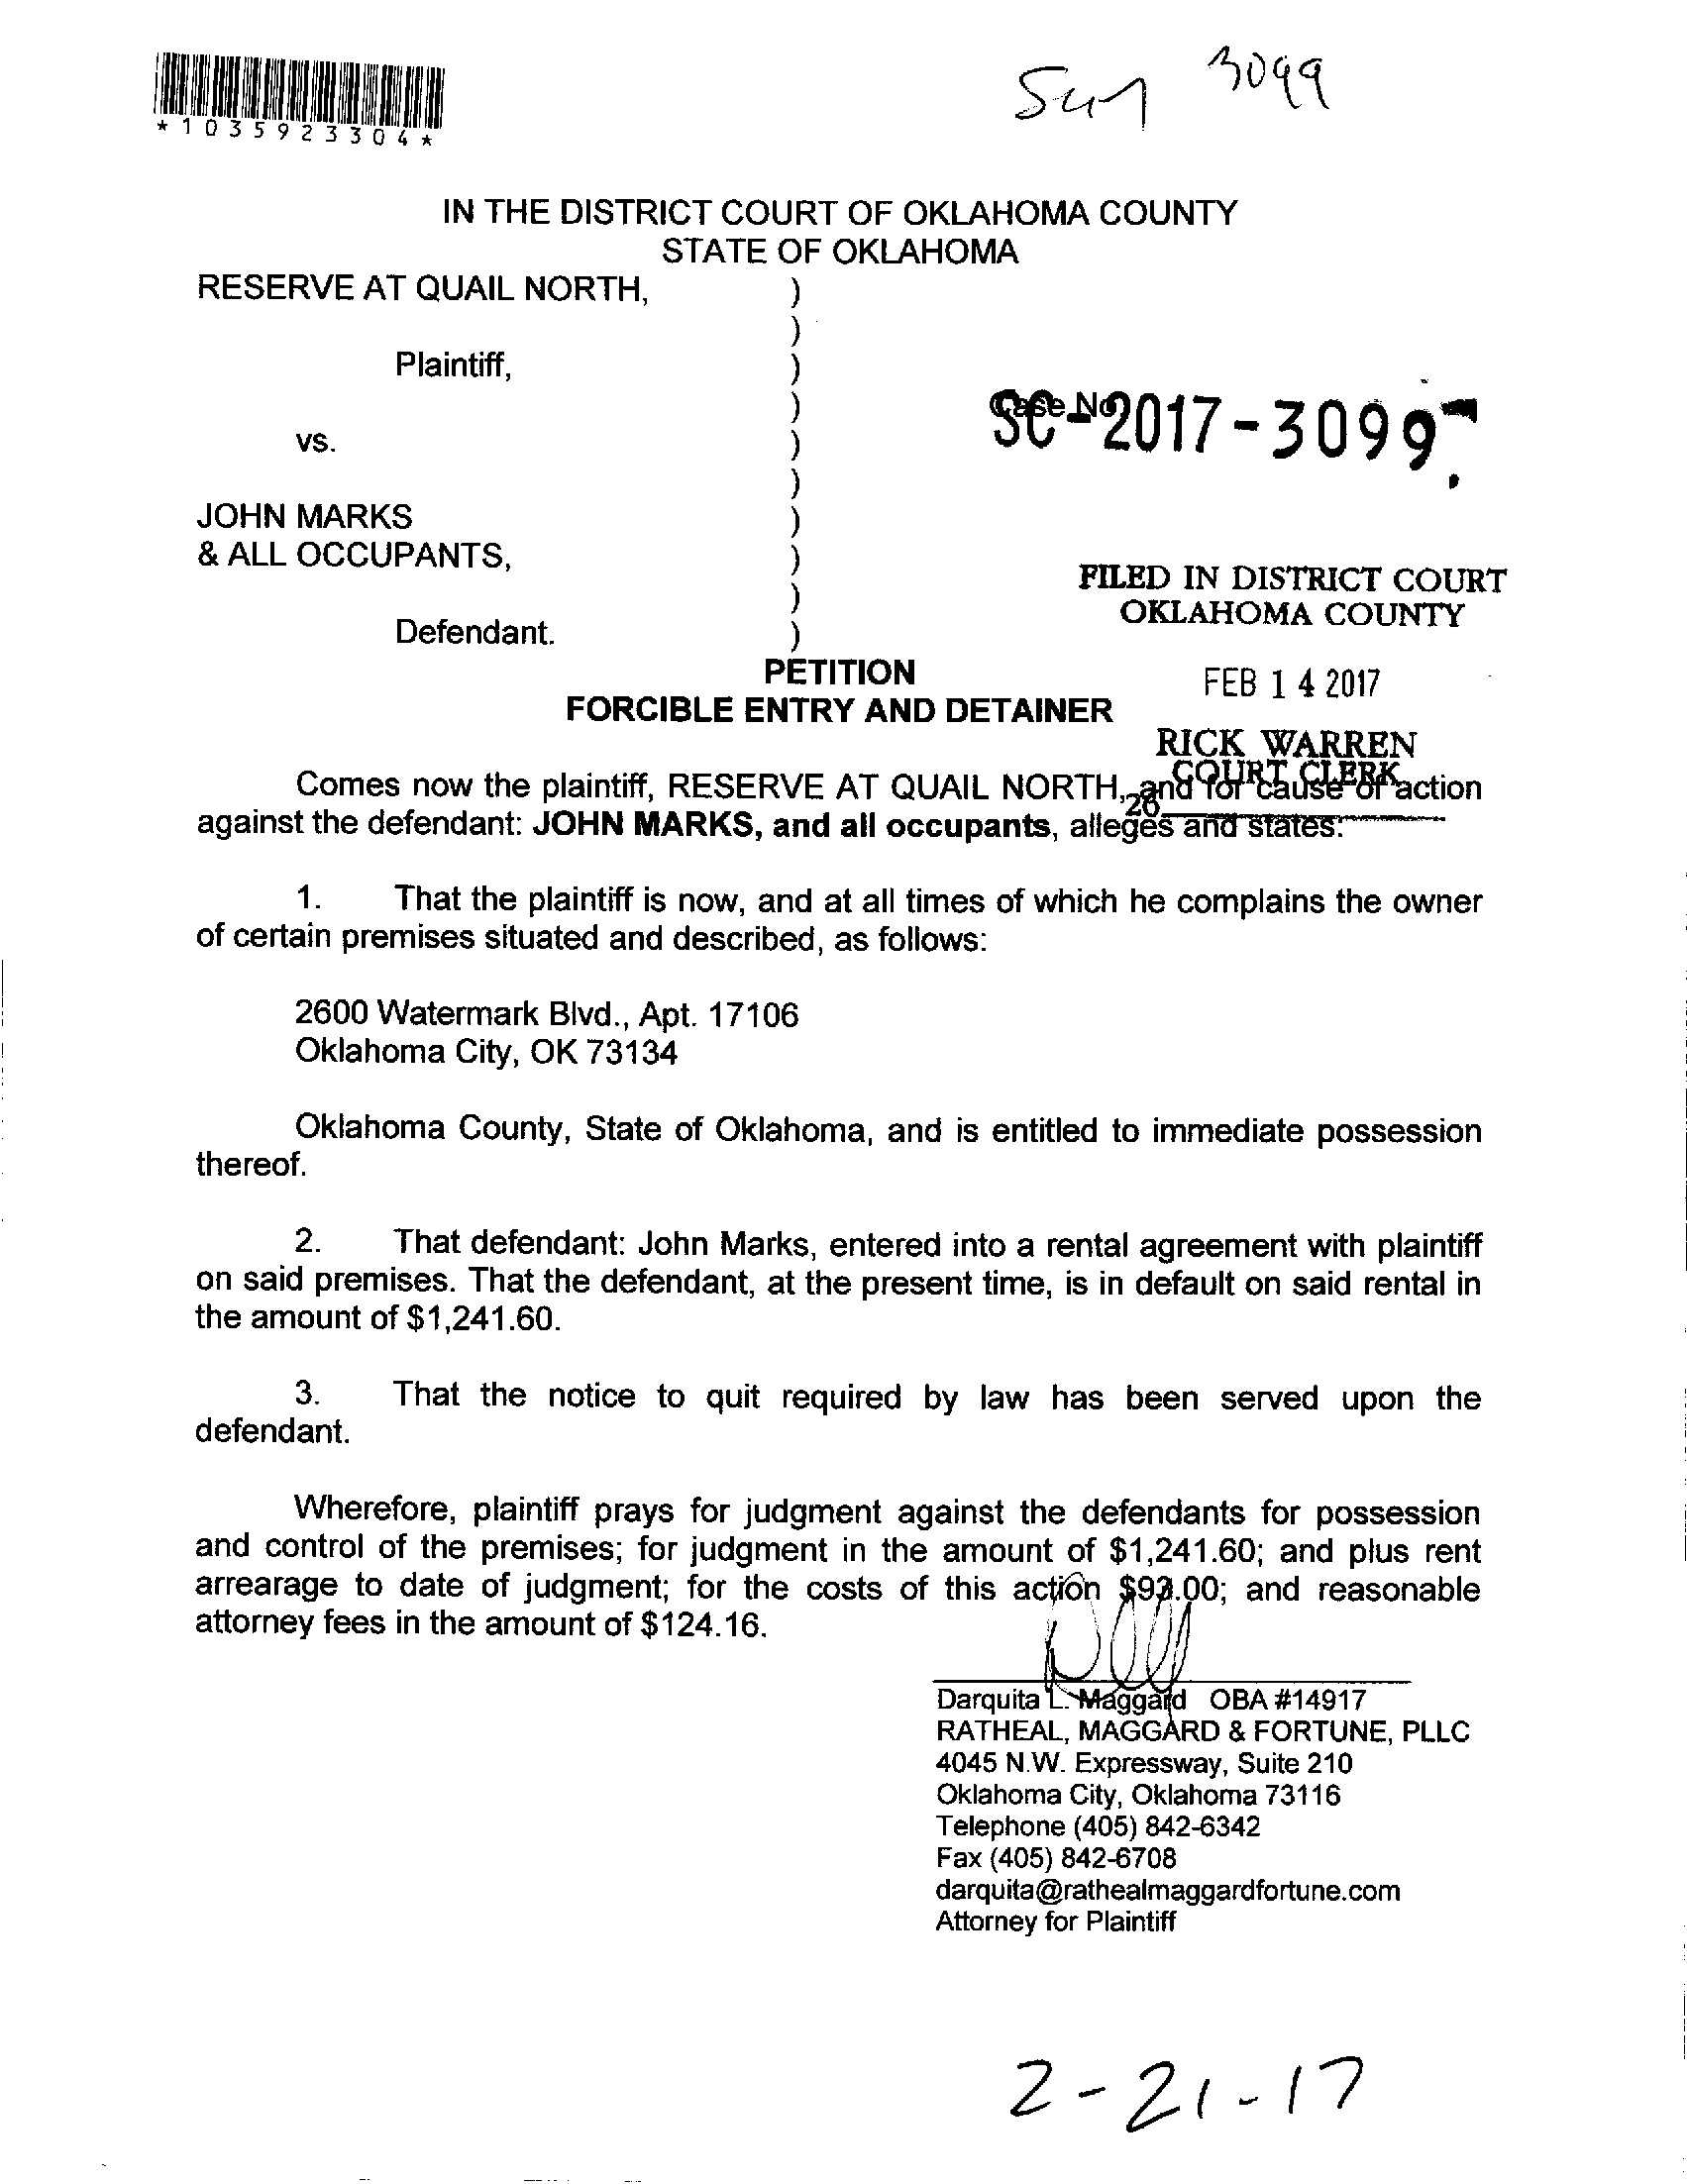 *1035923304*
3099
IN THE DISTRICT COURT OF OKLAHOMA COUNTY
STATE OF OKLAHOMA
RESERVE AT QUAIL NORTH, )
)
Plaintiff, )
)
Case No.
SC-2017-3099
vs. )
)
JOHN MARKS )
& ALL OCCUPANTS, )
FILED IN DISTRICT COURT
)
OKLAHOMA COUNTY
Defendant. )
PETITION
FEB 14 2017
FORCIBLE ENTRY AND DETAINER
RICK WARREN
COURT CLERK
Comes now the plaintiff, RESERVE AT QUAIL NORTH, and for cause of action
26
against the defendant: JOHN MARKS, and all occupants, alleges and states:
1. That the plaintiff is now, and at all times of which he complains the owner
of certain premises situated and described, as follows:
2600 Watermark Blvd., Apt. 17106
Oklahoma City, OK 73134
Oklahoma County, State of Oklahoma, and is entitled to immediate possession
thereof.
2. That defendant: John Marks, entered into a rental agreement with plaintiff
on said premises. That the defendant, at the present time, is in default on said rental in
the amount of $1,241.60.
3. That the notice to quit required by law has been served upon the
defendant.
Wherefore, plaintiff prays for judgment against the defendants for possession
and control of the premises; for judgment in the amount of $1,241.60; and plus rent
arrearage to date of judgment; for the costs of this action and reasonable
attorney fees in the amount of $124.16.
Darquita L. Maggard OBA #14917
RATHEAL, MAGGARD & FORTUNE, PLLC
4045 N.W. Expressway, Suite 210
Oklahoma City, Oklahoma 73116
Telephone (405) 842-6342
Fax (405) 842-6708
darquita@rathealmaggardfortune.com
Attorney for Plaintiff
2-21-17